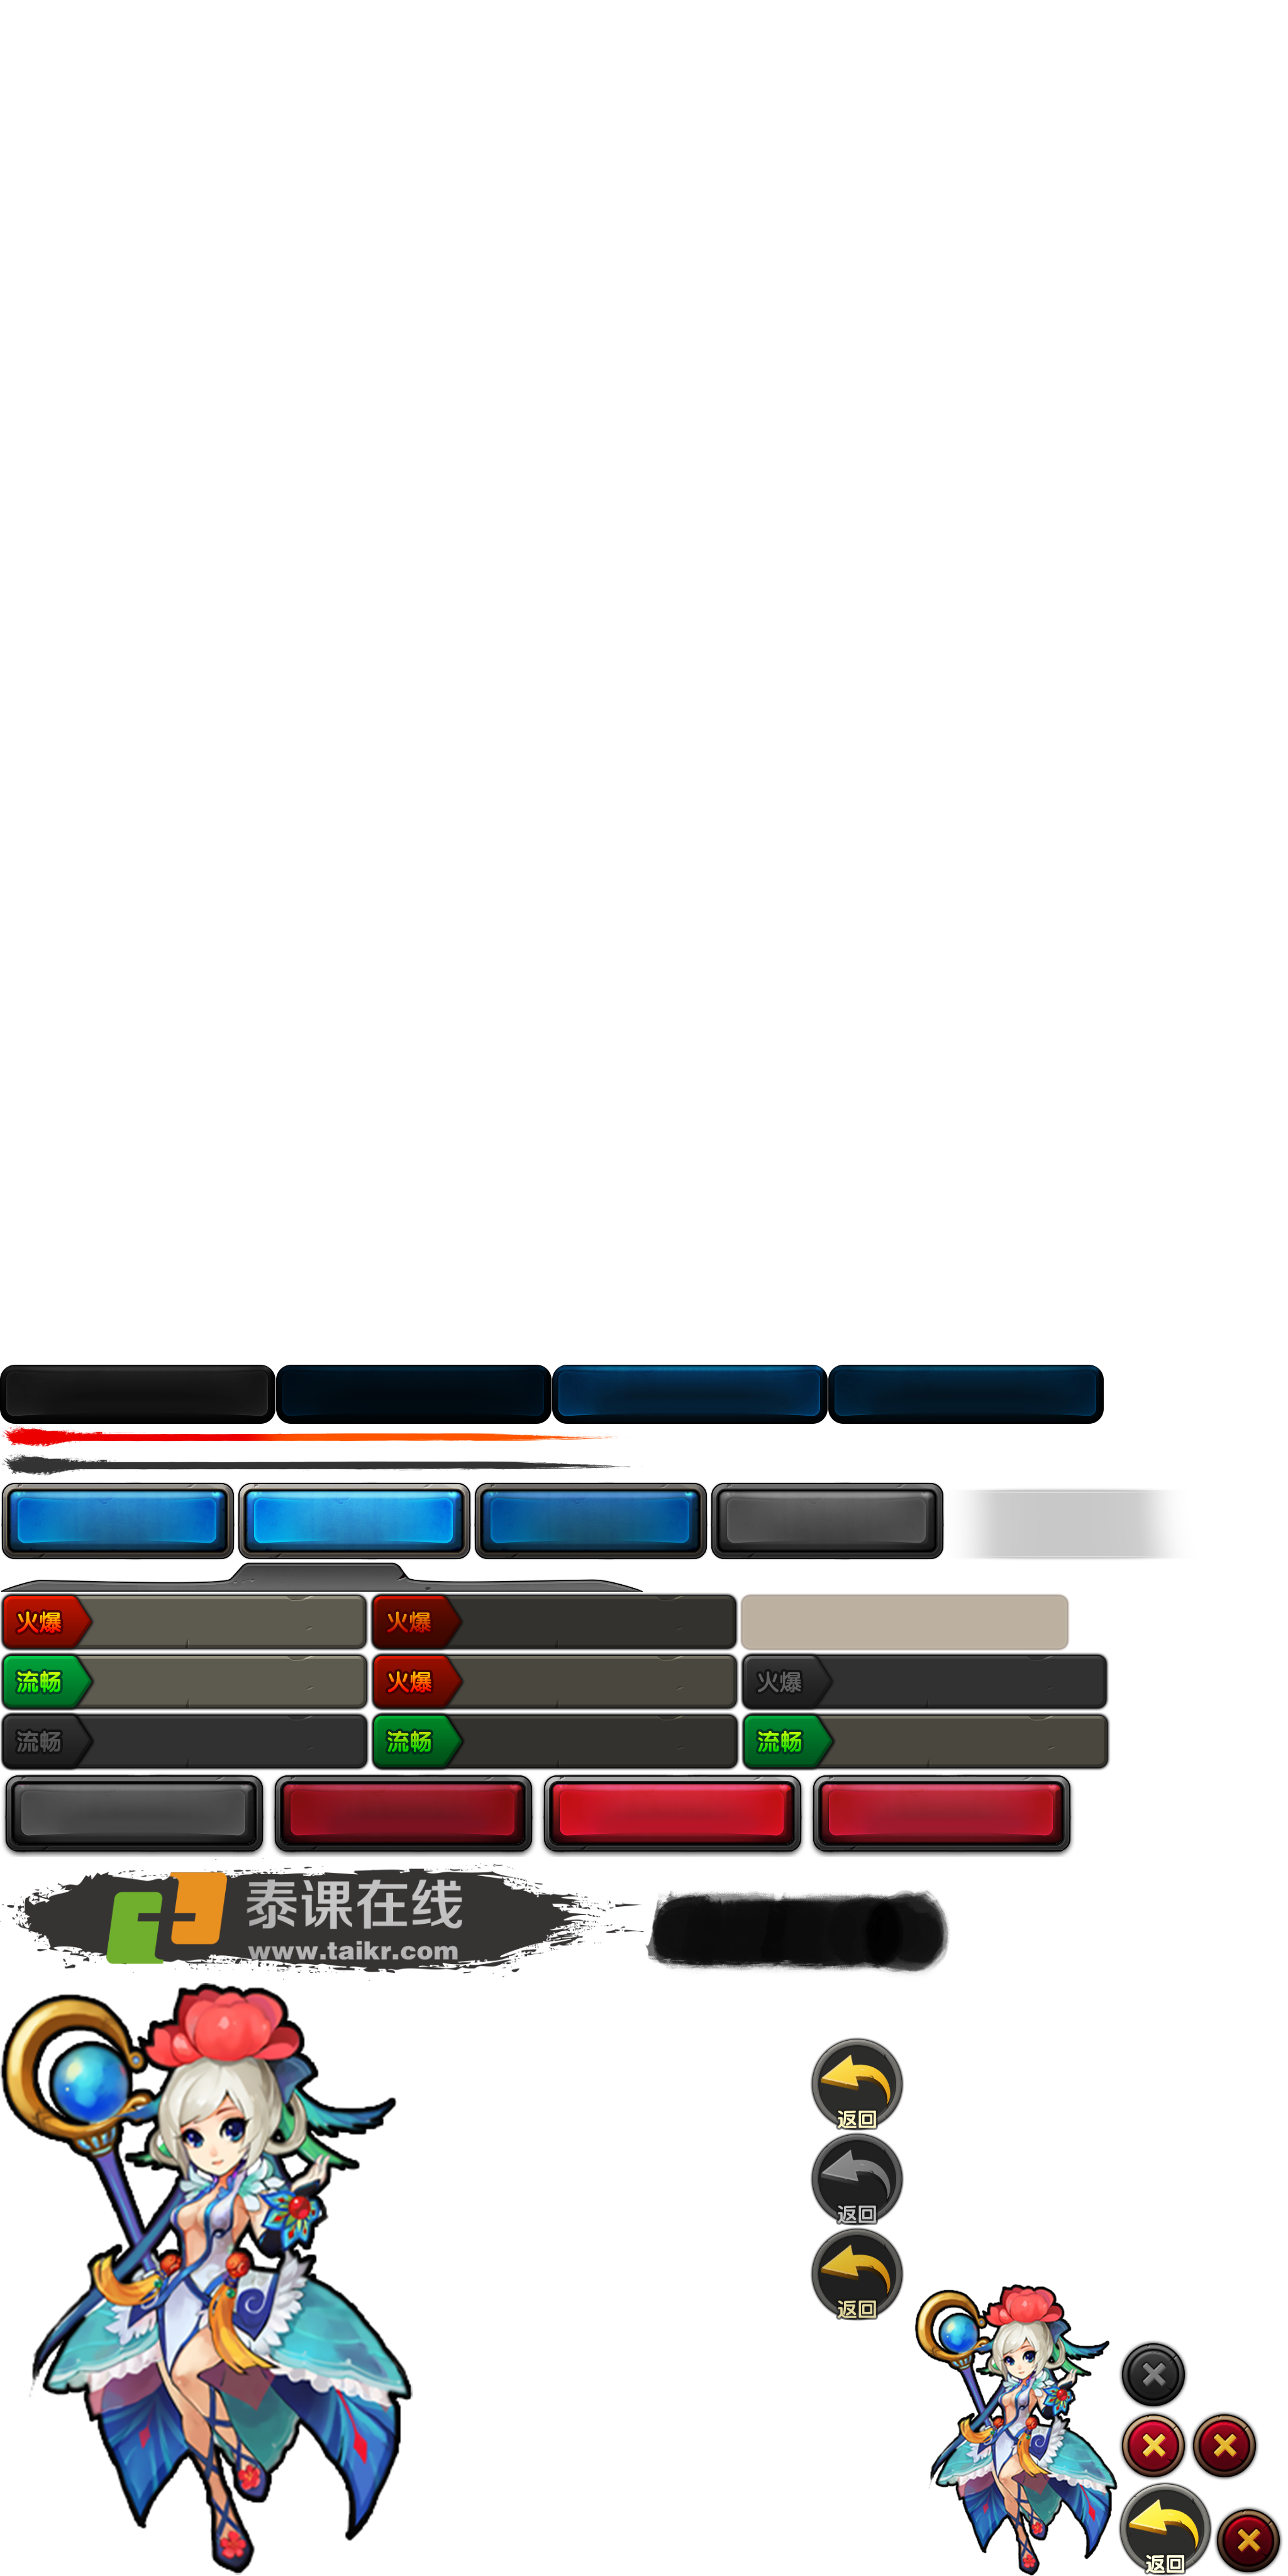 火爆 火爆
流畅 火爆 火爆
流畅 流畅 流畅
泰课在线
www.taikr.com
返回
返回
返回
返回